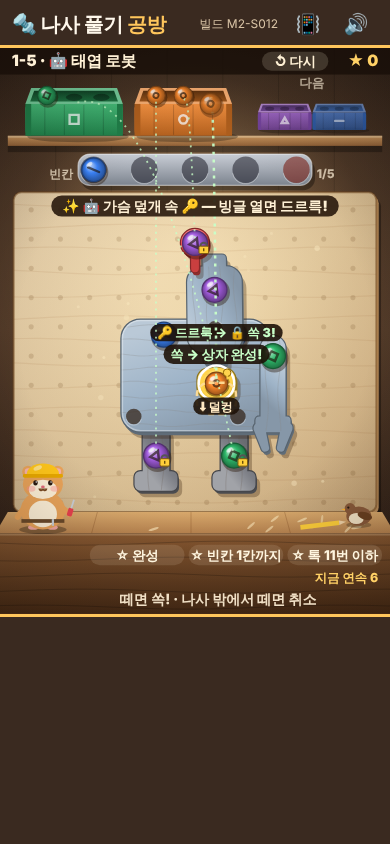 나사 풀기 공방
빌드 M2-S012
1-5 · 태엽 로봇
다시
★ 0
다음
빈칸
1/5
✨ 🤖 가슴 덮개 속 🔑 — 빙글 열면 드르륵!
🔑 드르륵 → 🔒 쏙 3!
쏙 → 상자 완성!
⬇ 덜컹
☆ 완성
☆ 빈칸 1칸까지
☆ 톡 11번 이하
지금 연속 6
떼면 쏙! · 나사 밖에서 떼면 취소